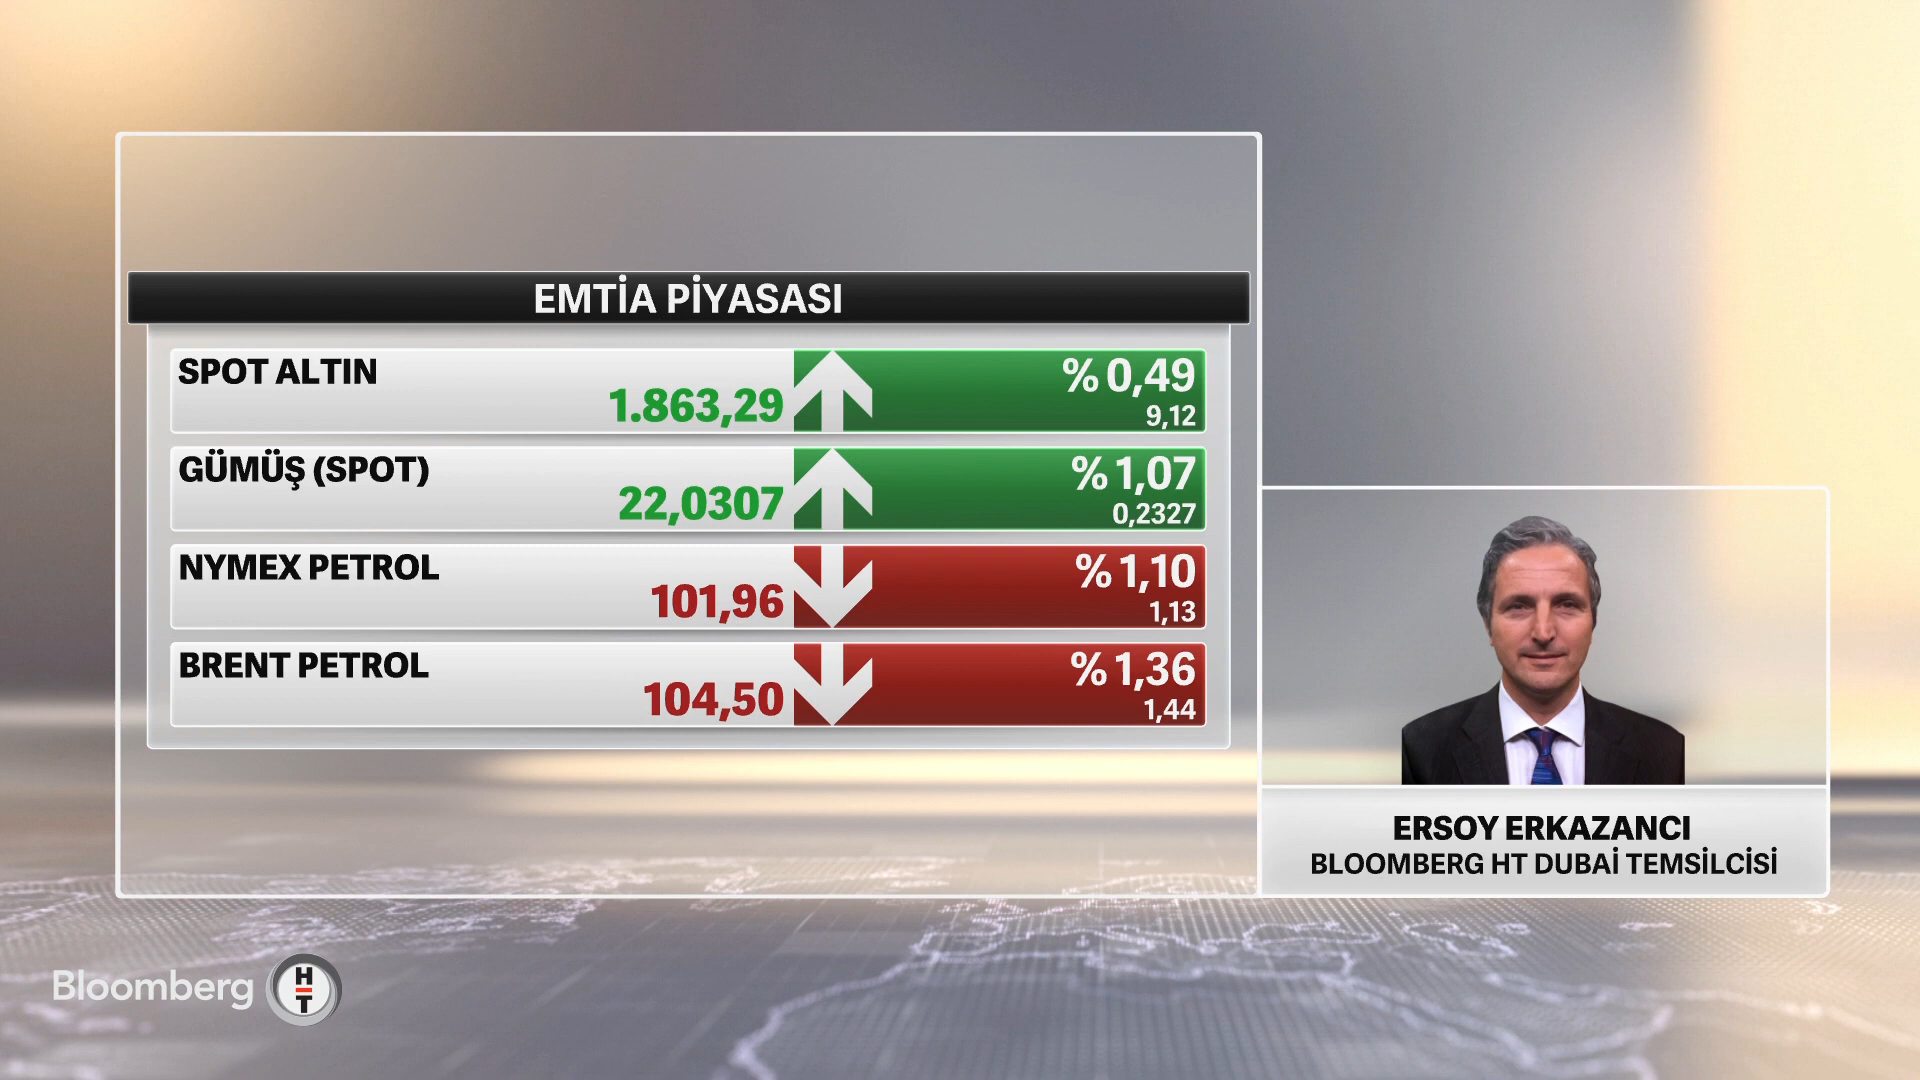 EMTİA PİYASASI
SPOT ALTIN
1.863,29
% 0,49
9,12
GÜMÜŞ (SPOT)
22,0307
% 1,07
0,2327
NYMEX PETROL
101,96
% 1,10
1,13
BRENT PETROL
104,50
% 1,36
1,44
ERSOY ERKAZANCI
BLOOMBERG HT DUBAİ TEMSİLCİSİ
Bloomberg HT